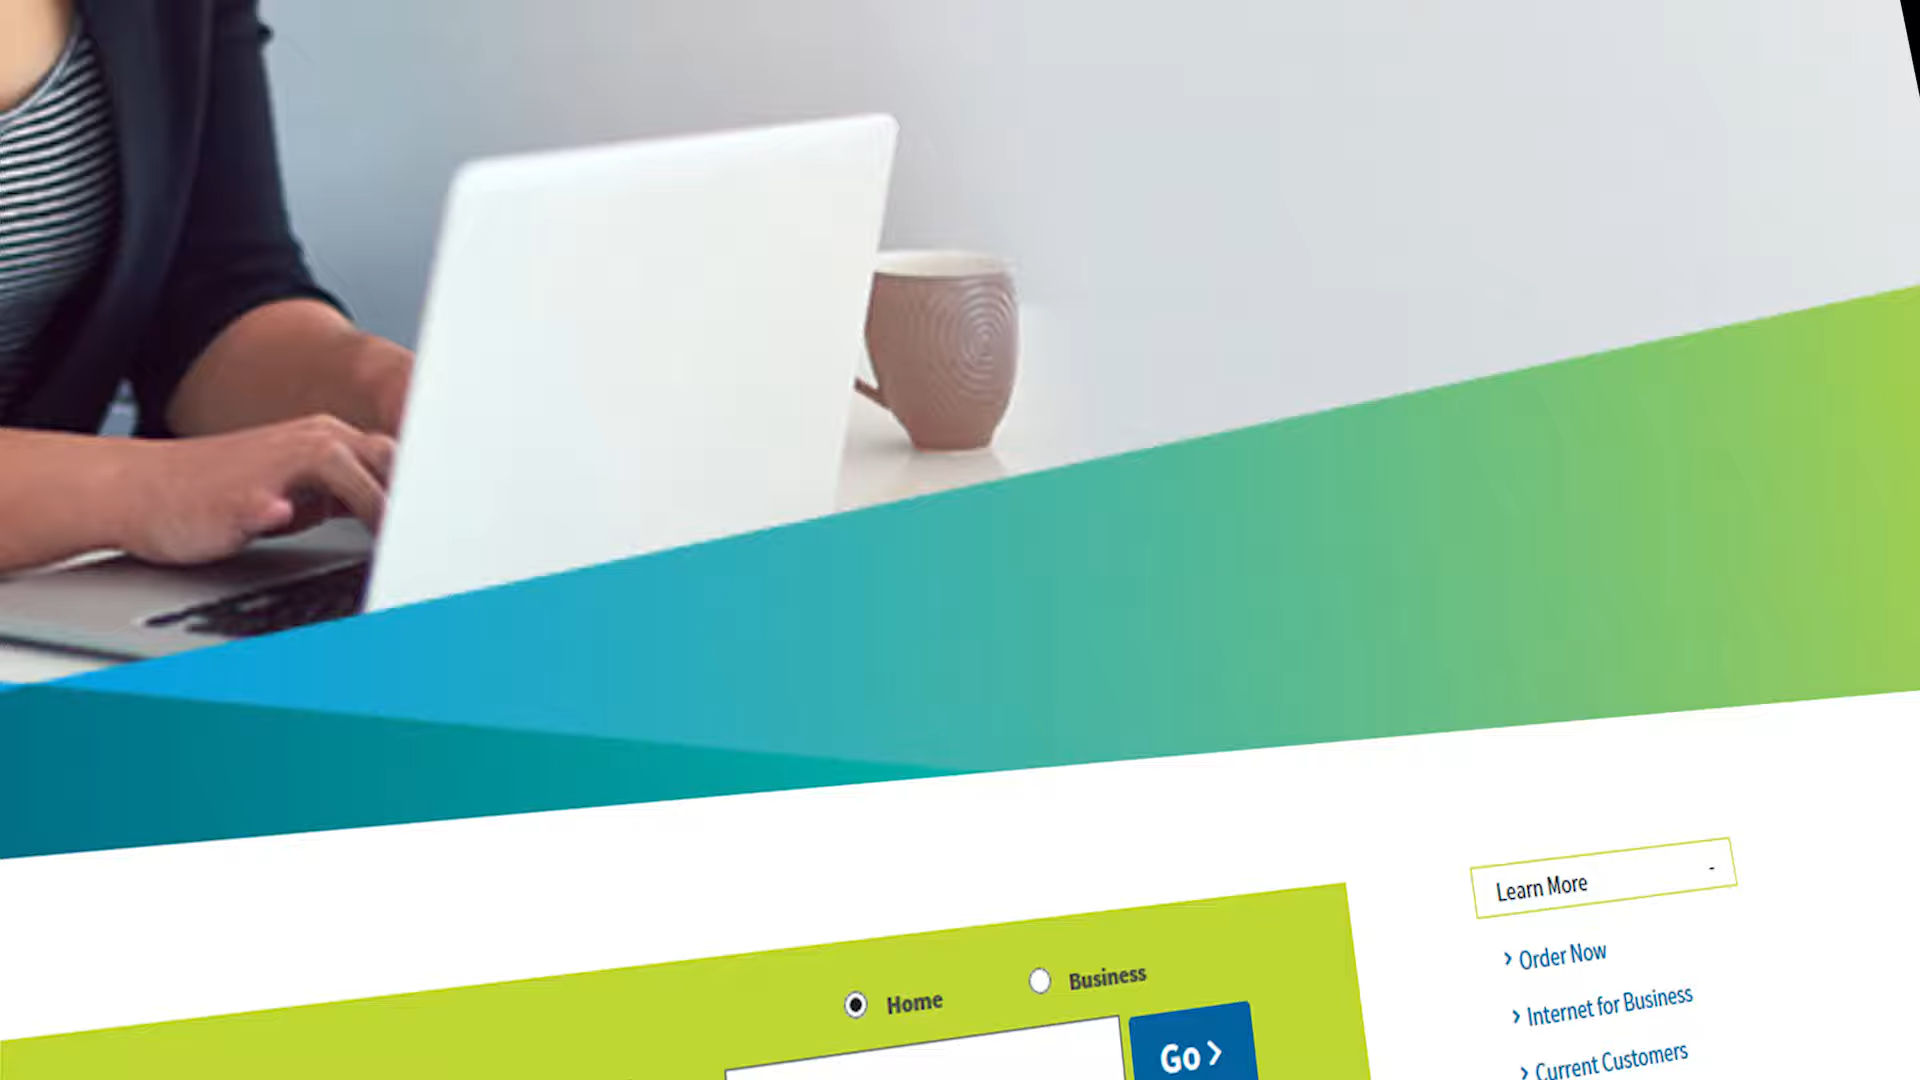 Learn More -
Order Now
Internet for Business
Current Customers
Home
Business
Go